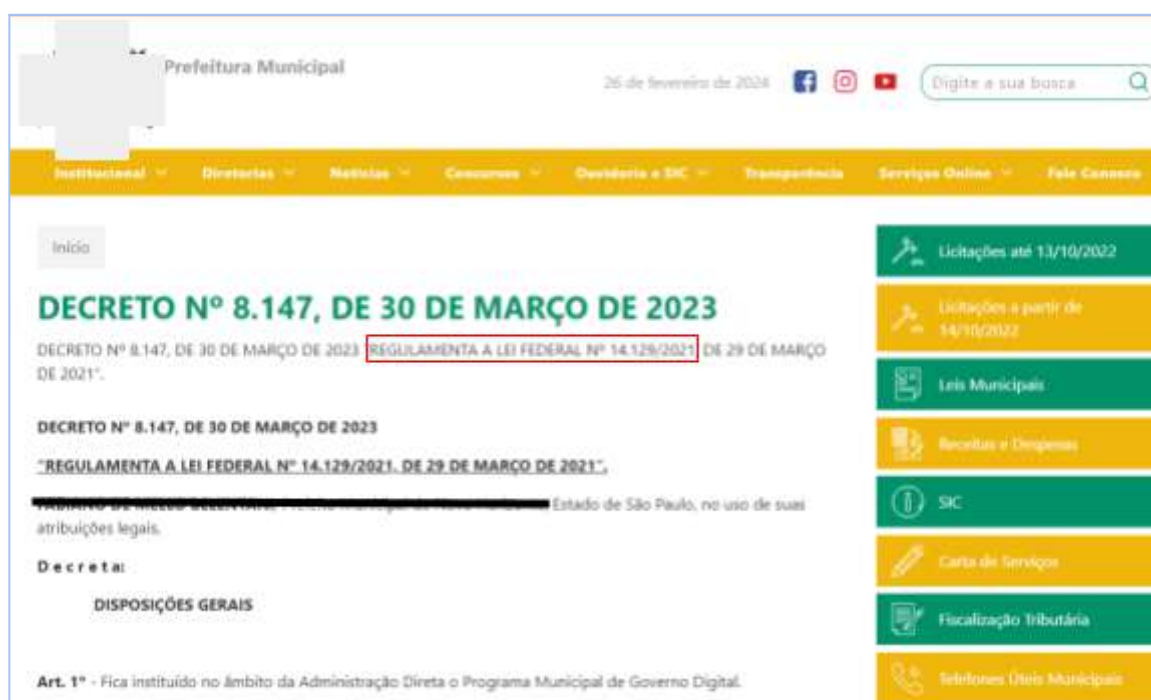 Prefeitura Municipal
26 de fevereiro de 2024
Digite a sua busca
Institucional
Diretorias
Notícias
Concursos
Ouvidoria e SIC
Transparência
Serviços Online
Fale Conosco
Início
DECRETO Nº 8.147, DE 30 DE MARÇO DE 2023
DECRETO Nº 8.147, DE 30 DE MARÇO DE 2023 "REGULAMENTA A LEI FEDERAL Nº 14.129/2021, DE 29 DE MARÇO
DE 2021".
DECRETO Nº 8.147, DE 30 DE MARÇO DE 2023
"REGULAMENTA A LEI FEDERAL Nº 14.129/2021, DE 29 DE MARÇO DE 2021".
Estado de São Paulo, no uso de suas
atribuições legais,
D e c r e t a:
DISPOSIÇÕES GERAIS
Art. 1º - Fica instituído no âmbito da Administração Direta o Programa Municipal de Governo Digital.
Licitações até 13/10/2022
Licitações a partir de
14/10/2022
Leis Municipais
Receitas e Despesas
SIC
Carta de Serviços
Fiscalização Tributária
Telefones Úteis Municipais